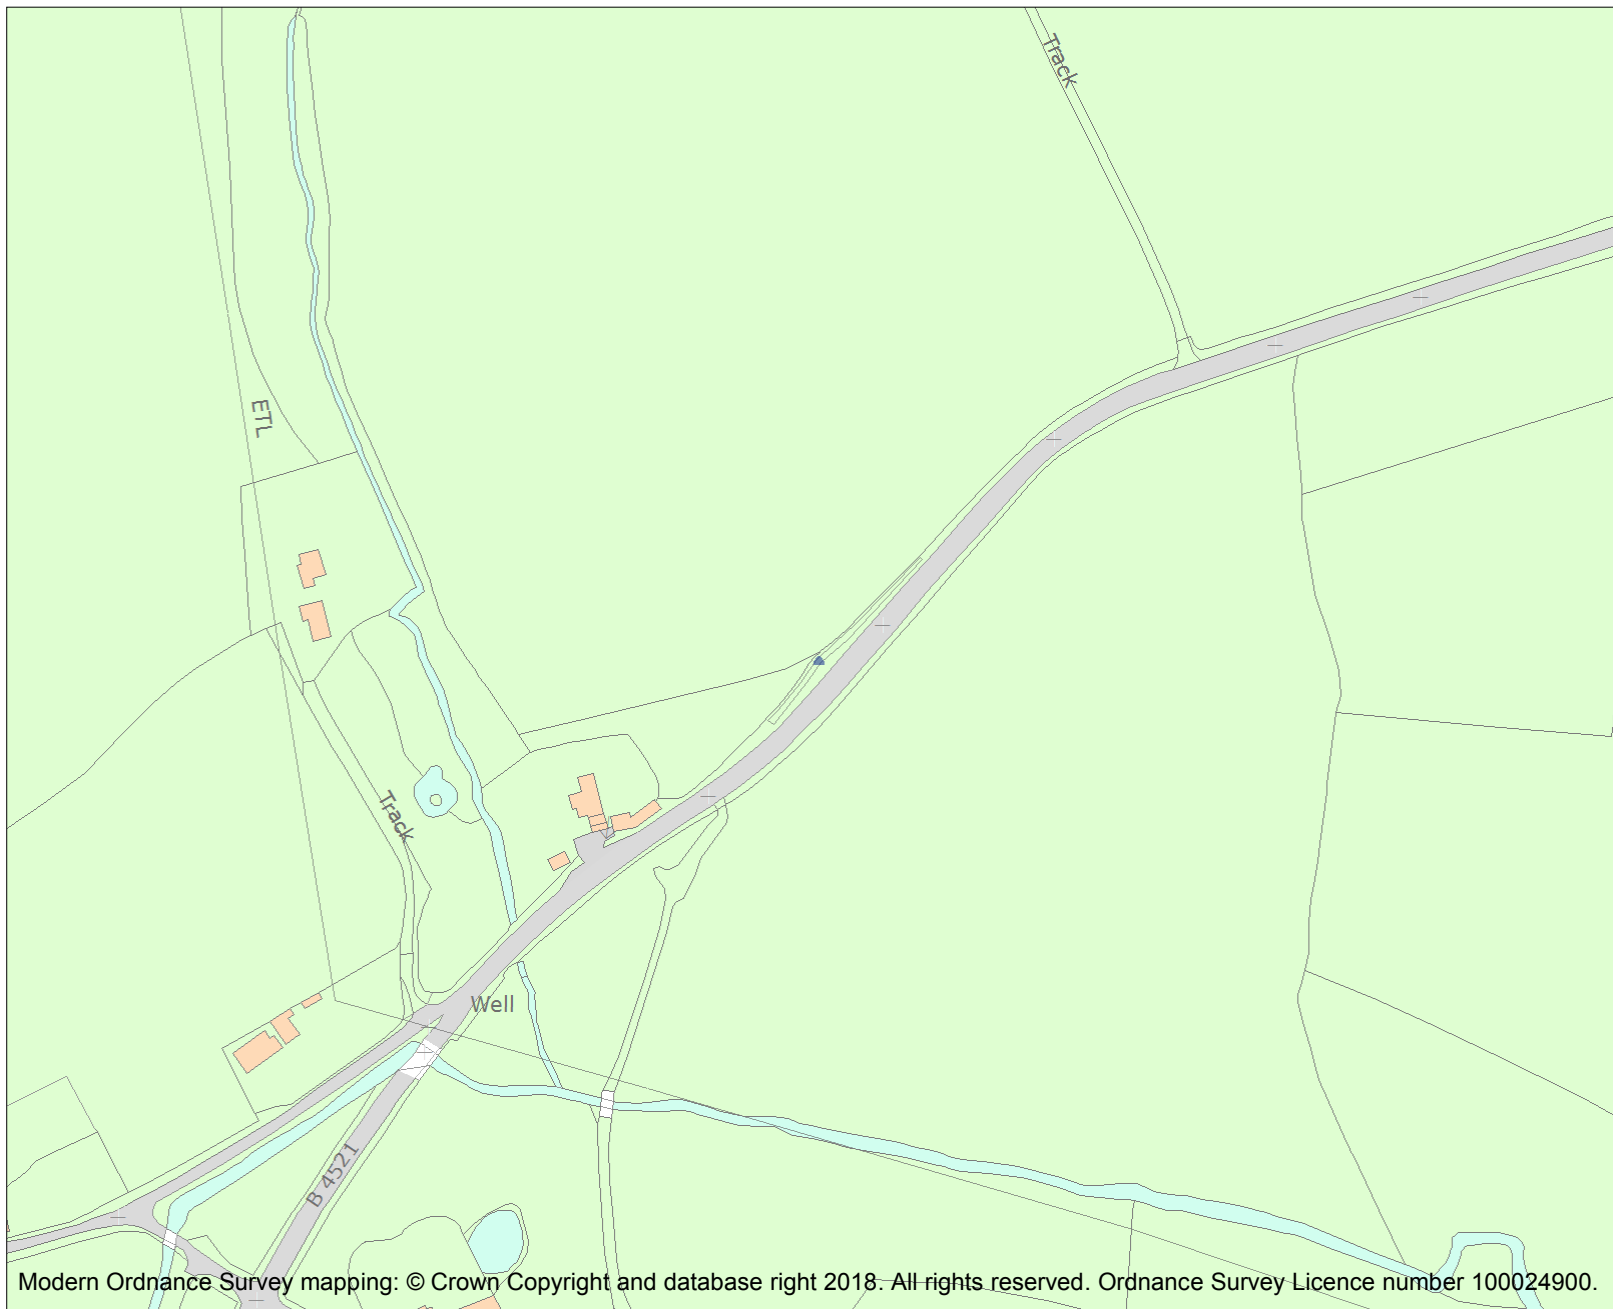 Track
ETL
Track
Well
B 4521
Modern Ordnance Survey mapping: © Crown Copyright and database right 2018. All rights reserved. Ordnance Survey Licence number 100024900.